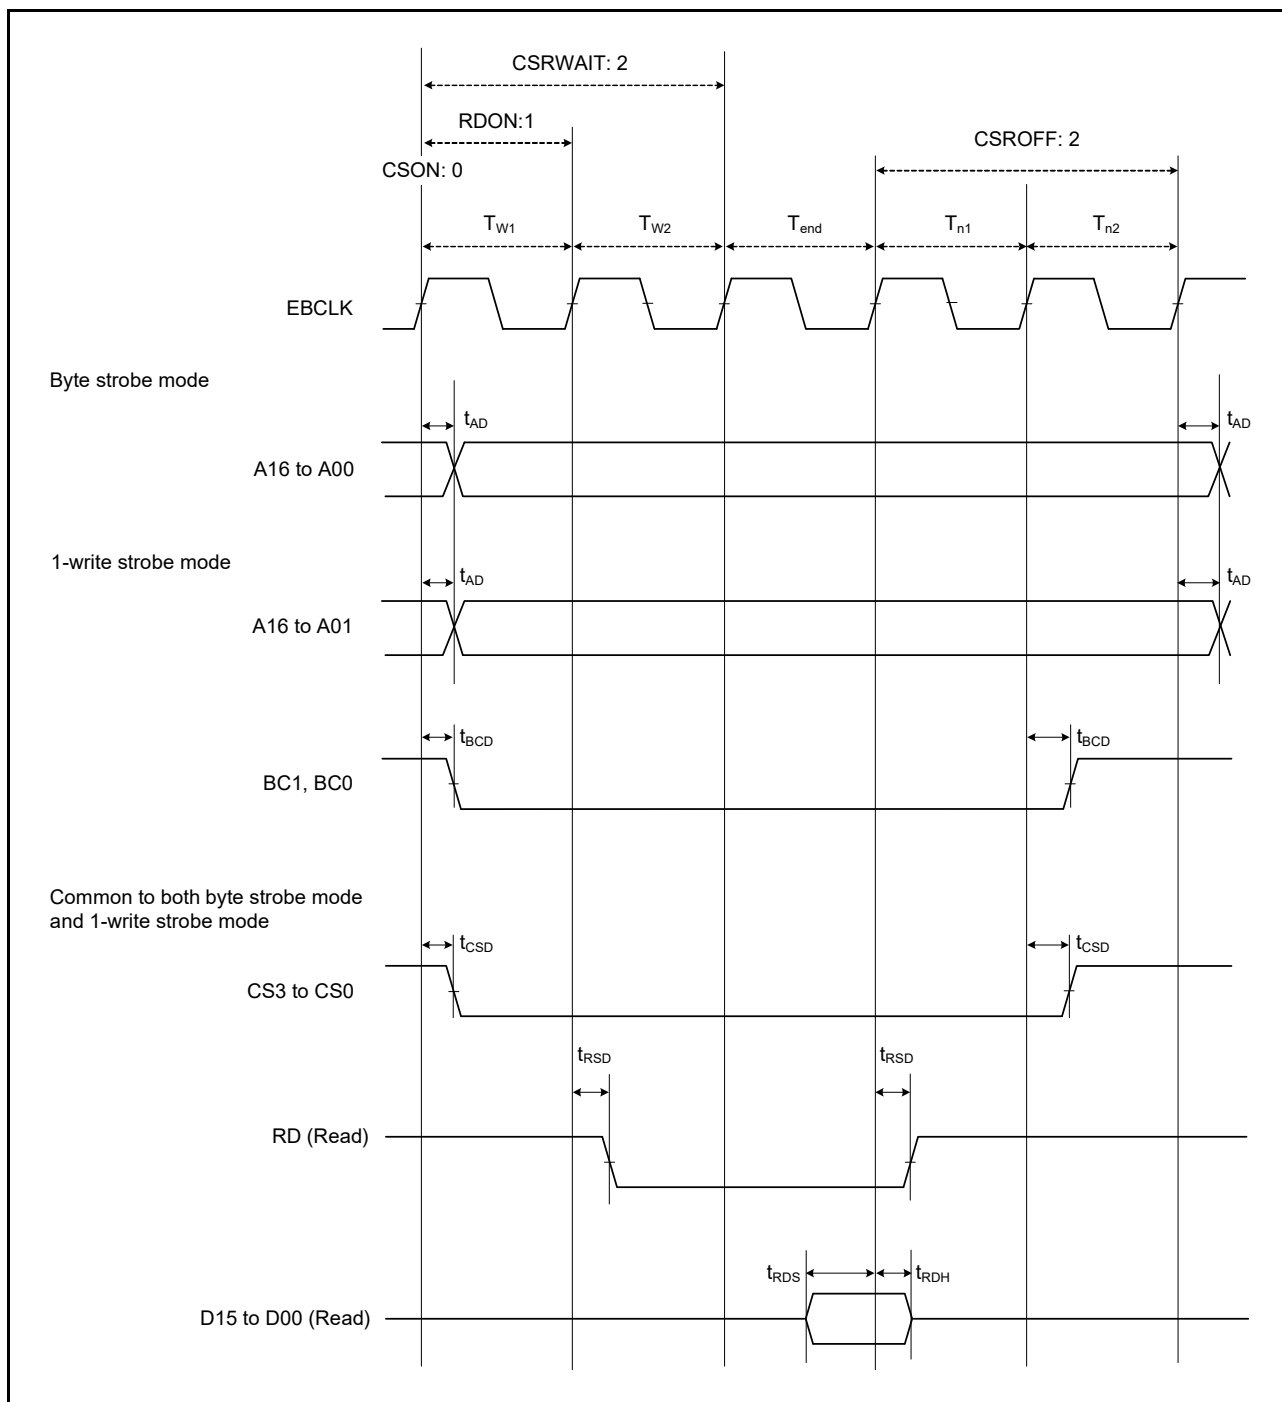 CSRWAIT: 2
RDON:1
CSROFF: 2
CSON: 0
TW1 TW2 Tend Tn1 Tn2
EBCLK
Byte strobe mode
tAD tAD
A16 to A00
1-write strobe mode
tAD tAD
A16 to A01
tBCD tBCD
BC1, BC0
Common to both byte strobe mode
and 1-write strobe mode
tCSD tCSD
CS3 to CS0
tRSD tRSD
RD (Read)
tRDS tRDH
D15 to D00 (Read)